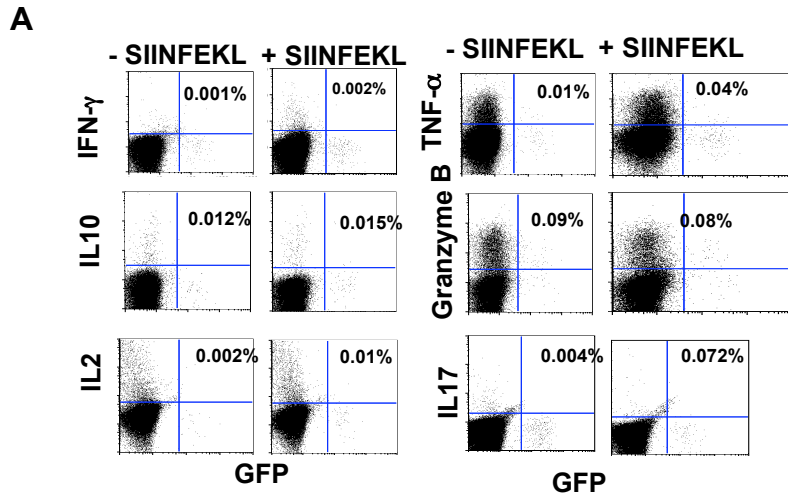 A
- SIINFEKL + SIINFEKL
IFN-γ
0.001%
0.002%
IL10
0.012%
0.015%
IL2
0.002%
0.01%
GFP
- SIINFEKL + SIINFEKL
TNF-α
0.01%
0.04%
Granzyme B
0.09%
0.08%
IL17
0.004%
0.072%
GFP